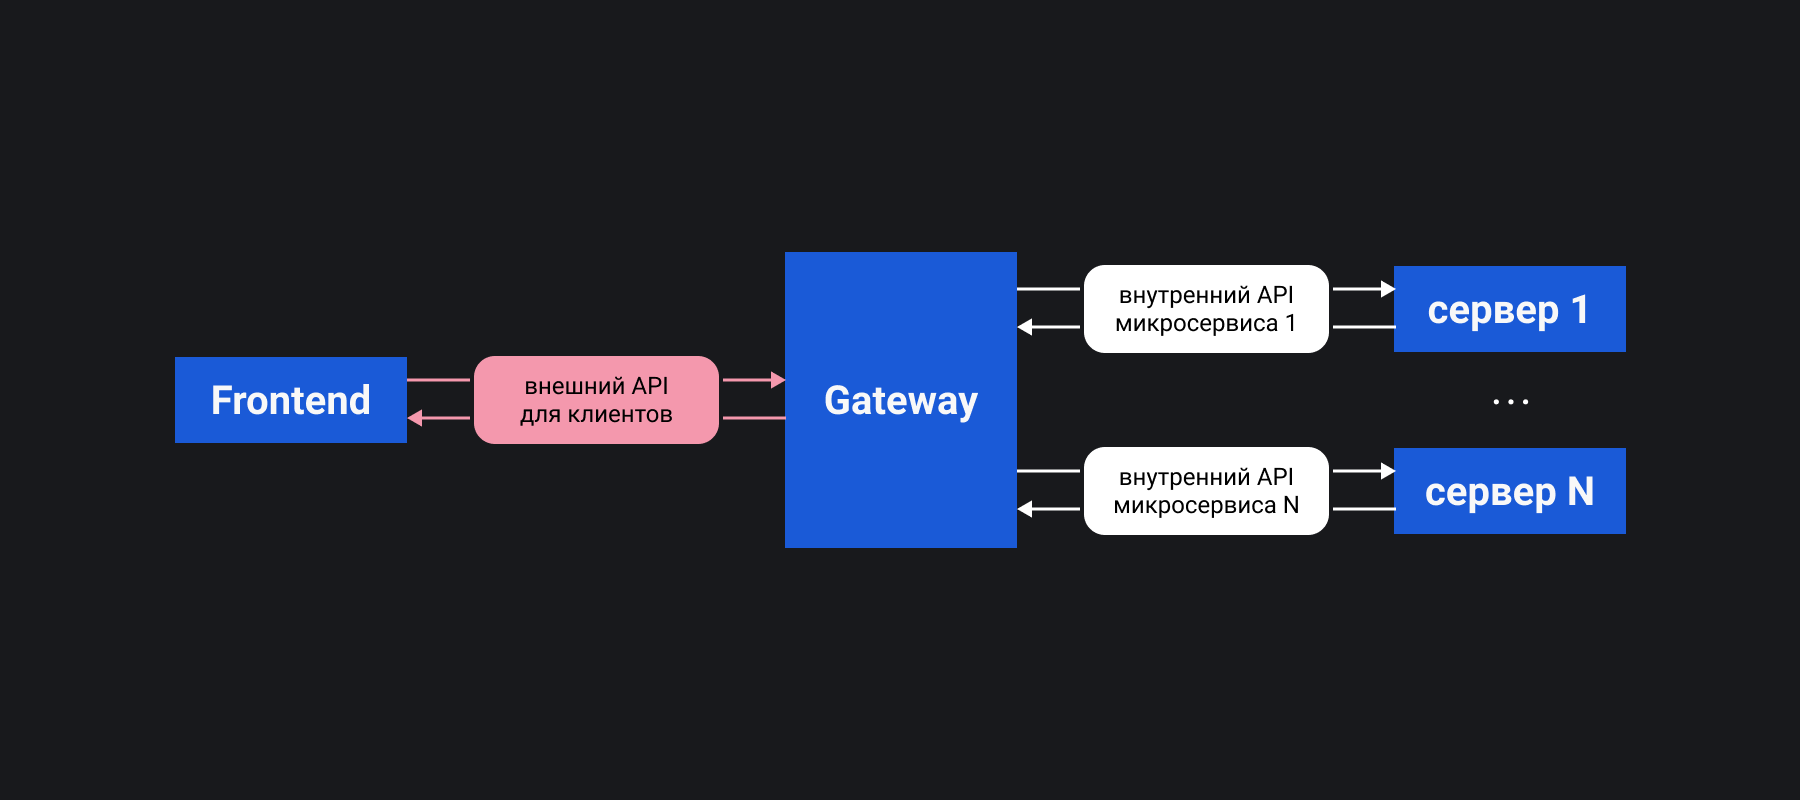 Frontend
внешний API
для клиентов
Gateway
внутренний API
микросервиса 1
сервер 1
...
внутренний API
микросервиса N
сервер N